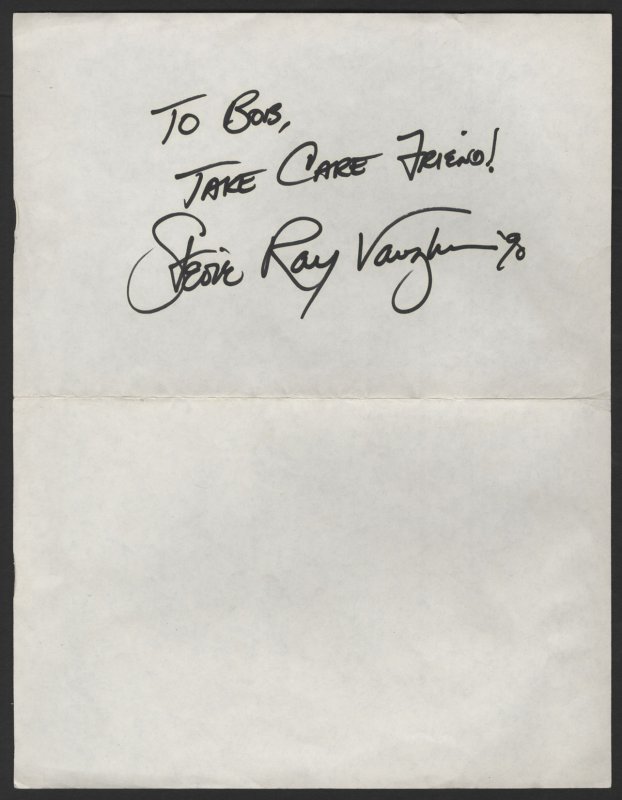 To Bob,
Take Care Friend!
Stevie Ray Vaughan '90